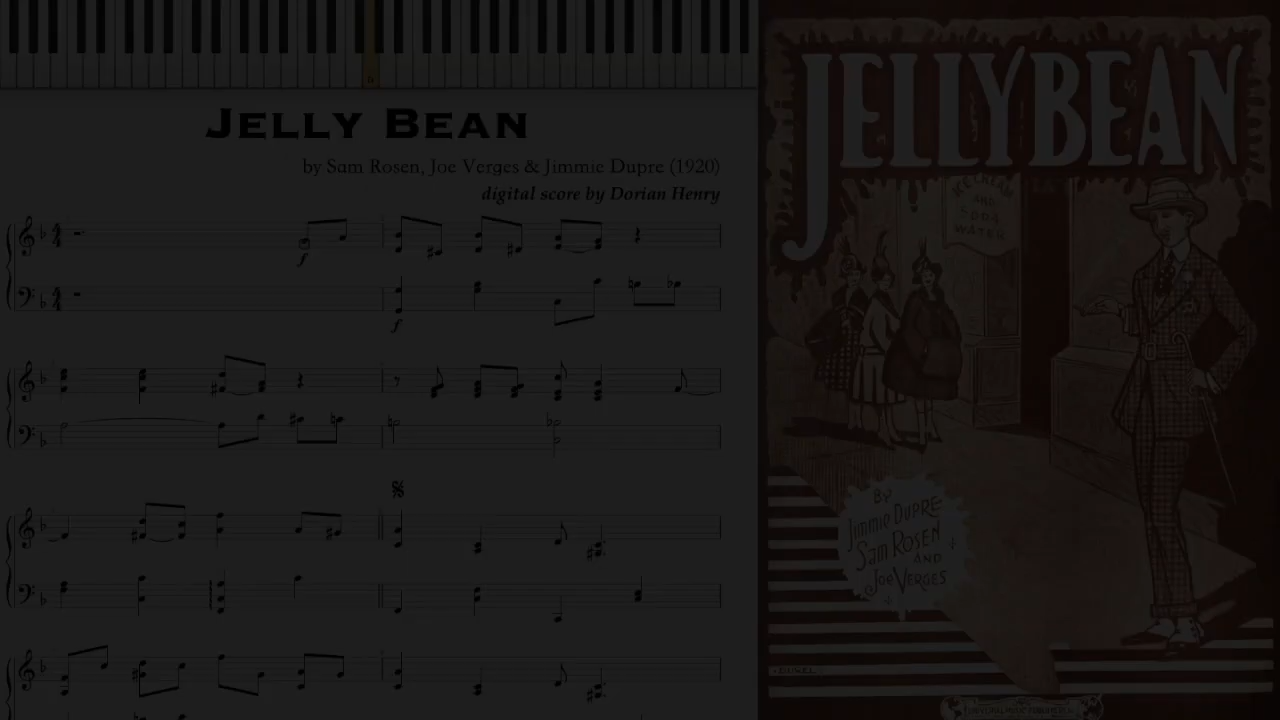 JELLY BEAN
by Sam Rosen, Joe Verges & Jimmie Dupre (1920)
digital score by Dorian Henry
f
f
JELLYBEAN
ICE CREAM
AND
SODA
WATER
BY
JIMMIE DUPRE
SAM ROSEN
AND
JOE VERGES